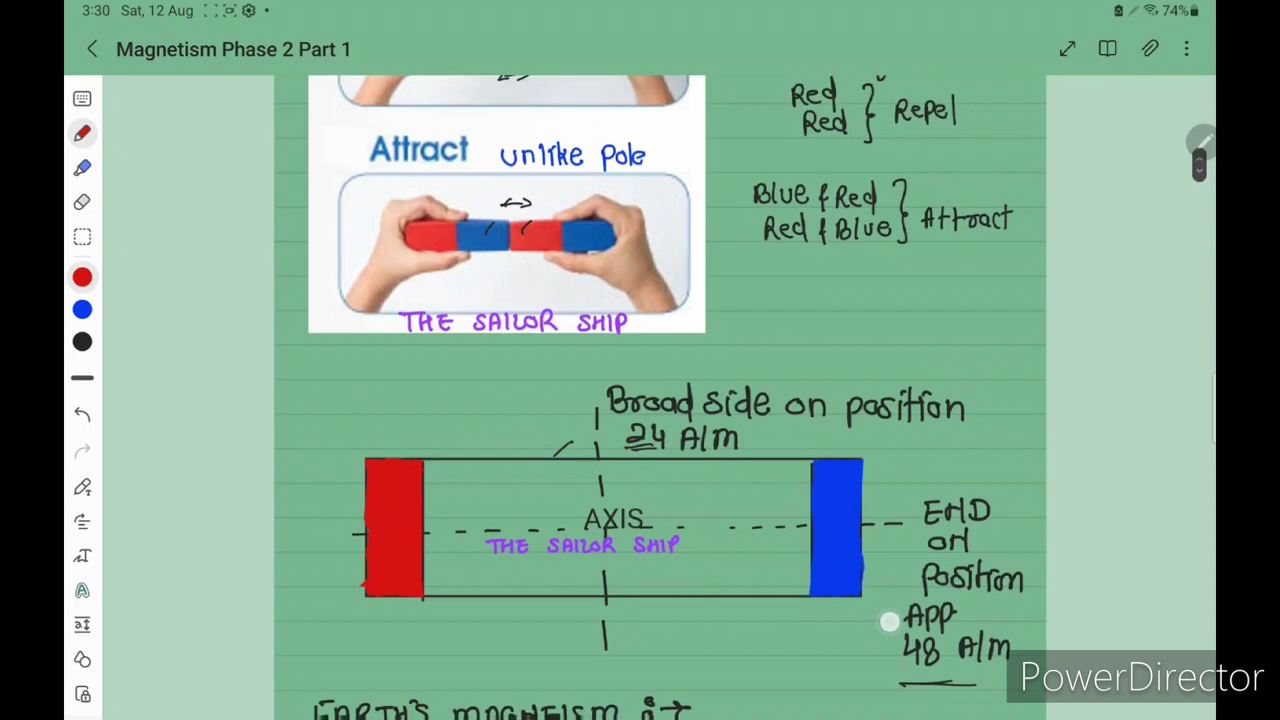 3:30 Sat, 12 Aug
74%
Magnetism Phase 2 Part 1
Red
Red
Repel
Attract
unlike pole
Blue & Red
Red & Blue
Attract
THE SAILOR SHIP
Broad side on position
24 A/m
AXIS
THE SAILOR SHIP
END
on
position
App
48 A/m
PowerDirector
EARTH'S MAGNEISM